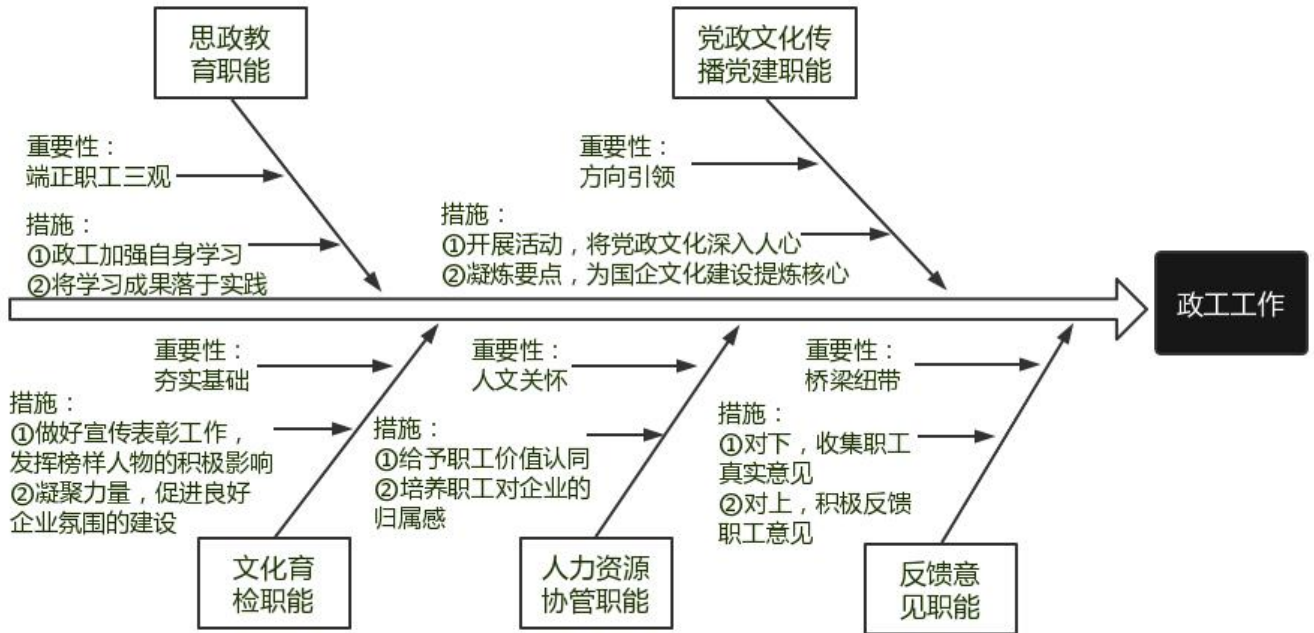 思政教
育职能
党政文化传
播党建职能
重要性：
端正职工三观
措施：
①政工加强自身学习
②将学习成果落于实践
重要性：
方向引领
措施：
①开展活动，将党政文化深入人心
②凝炼要点，为国企文化建设提炼核心
政工工作
重要性：
夯实基础
措施：
①做好宣传表彰工作，
发挥榜样人物的积极影响
②凝聚力量，促进良好
企业氛围的建设
文化育
检职能
重要性：
人文关怀
措施：
①给予职工价值认同
②培养职工对企业的
归属感
人力资源
协管职能
重要性：
桥梁纽带
措施：
①对下，收集职工
真实意见
②对上，积极反馈
职工意见
反馈意
见职能